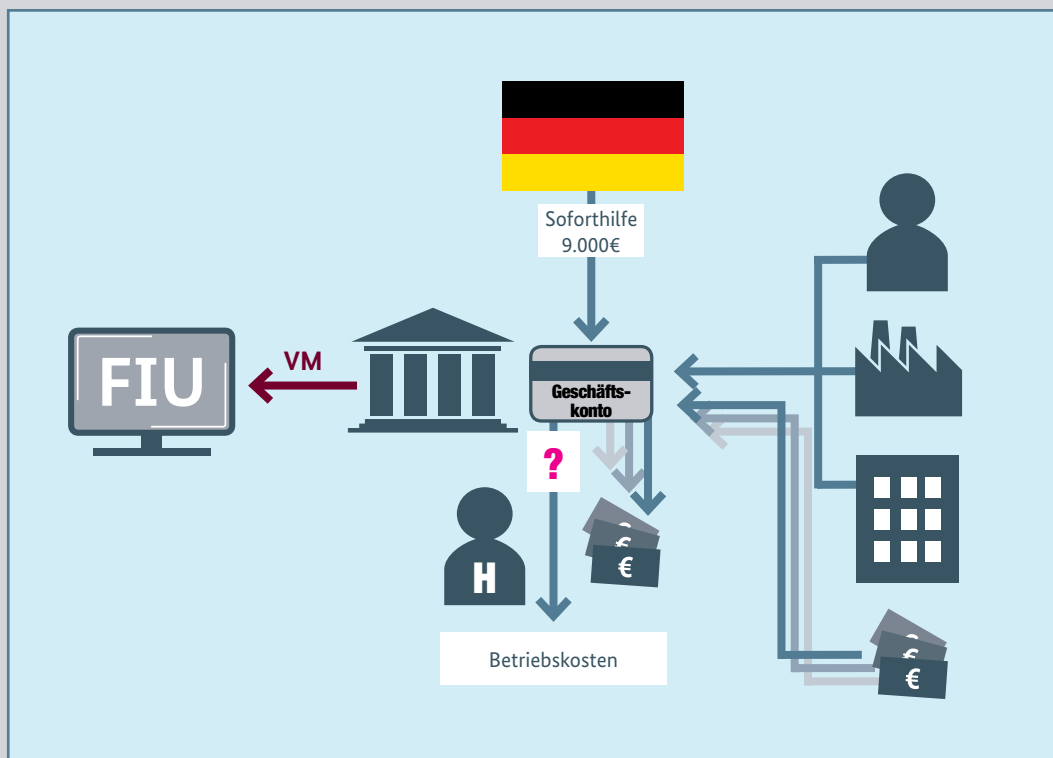 Soforthilfe
9.000€
FIU
VM
Geschäfts-
konto
?
H
€
€
€
Betriebskosten
€
€
€